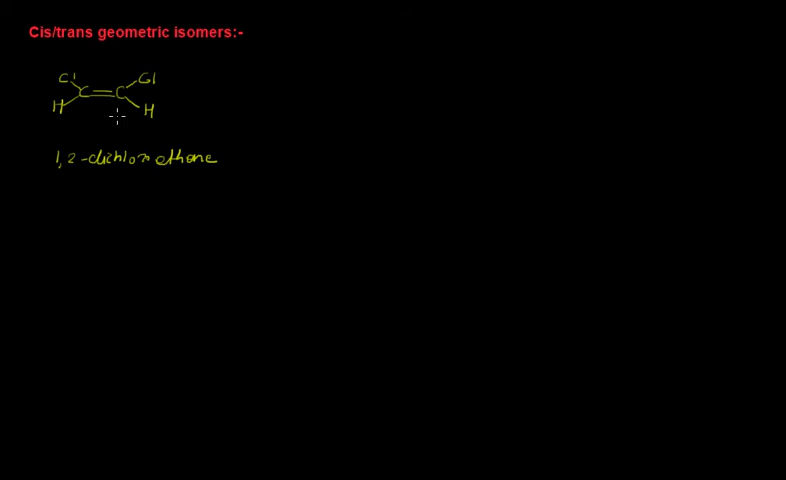 Cis/trans geometric isomers:-
Cl Cl
C=C
H H
1,2-dichloroethane